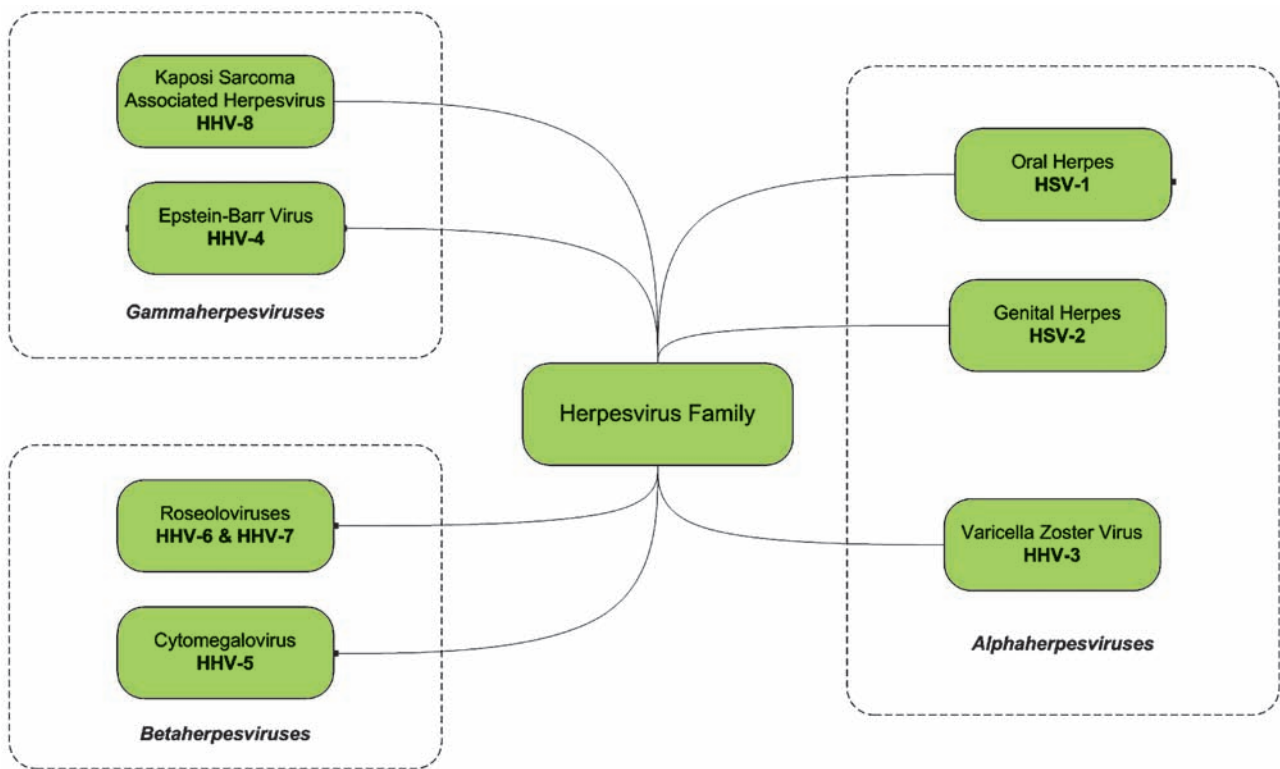 Kaposi Sarcoma
Associated Herpesvirus
HHV-8
Epstein-Barr Virus
HHV-4
Gammaherpesviruses
Herpesvirus Family
Roseoloviruses
HHV-6 & HHV-7
Cytomegalovirus
HHV-5
Betaherpesviruses
Oral Herpes
HSV-1
Genital Herpes
HSV-2
Varicella Zoster Virus
HHV-3
Alphaherpesviruses